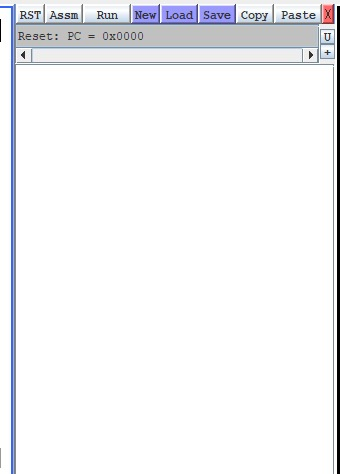 RST Assm Run New Load Save Copy Paste X
Reset: PC = 0x0000
U
+